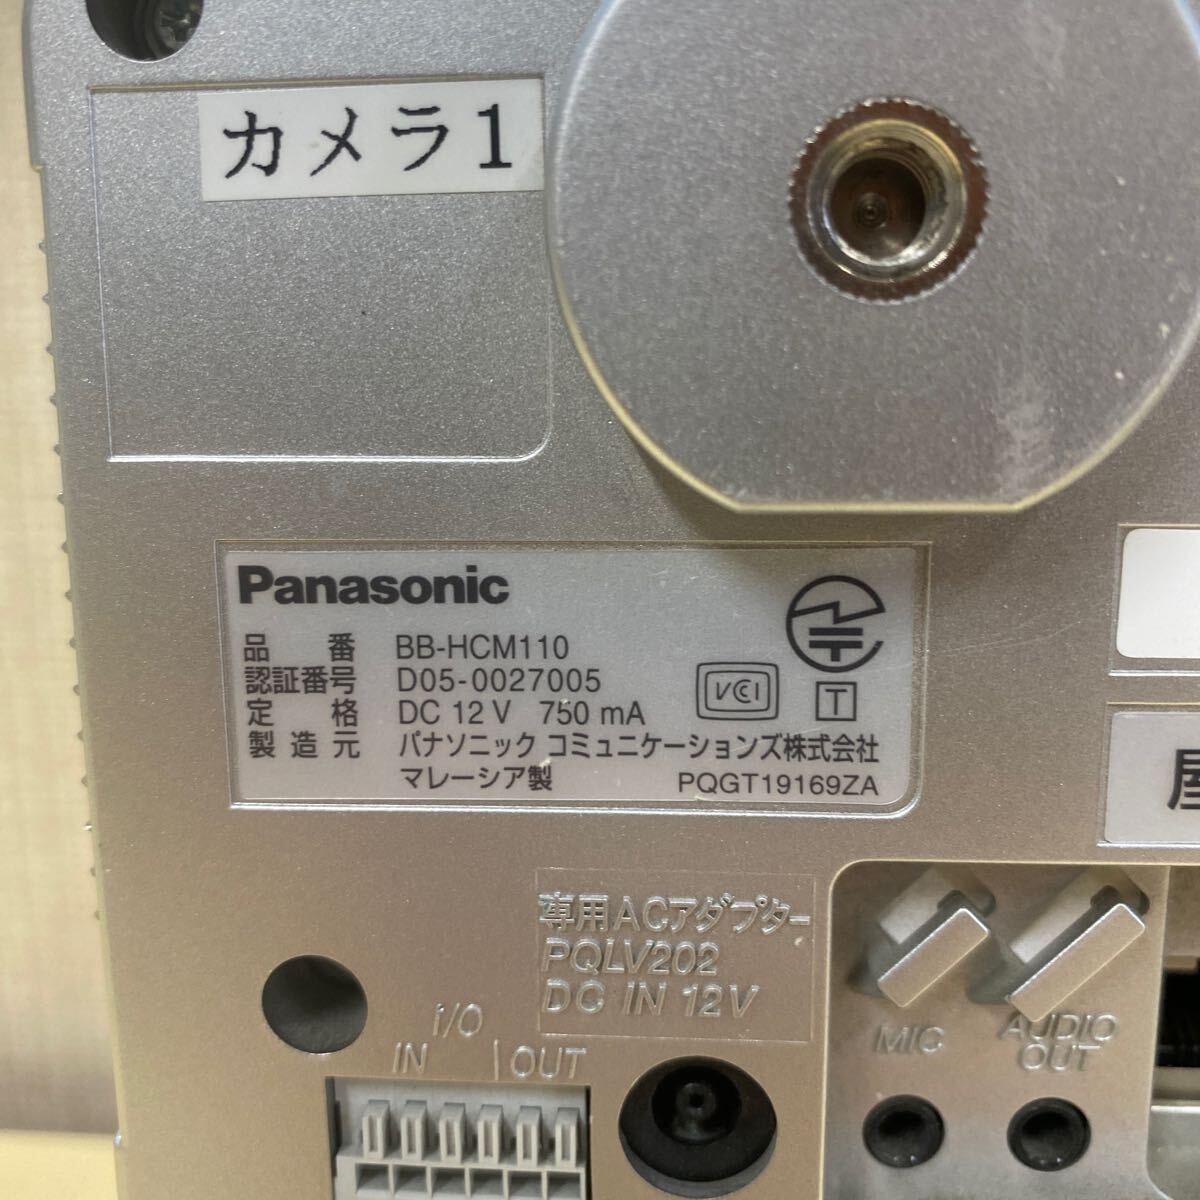 カメラ1
Panasonic
品番 BB-HCM110
認証番号 D05-0027005
定格 DC 12 V 750 mA
製造元 パナソニック コミュニケーションズ株式会社
マレーシア製 PQGT19169ZA
VCCI
T
屋
専用ACアダプター
PQLV202
DC IN 12V
I/O
IN | OUT
MIC
AUDIO
OUT